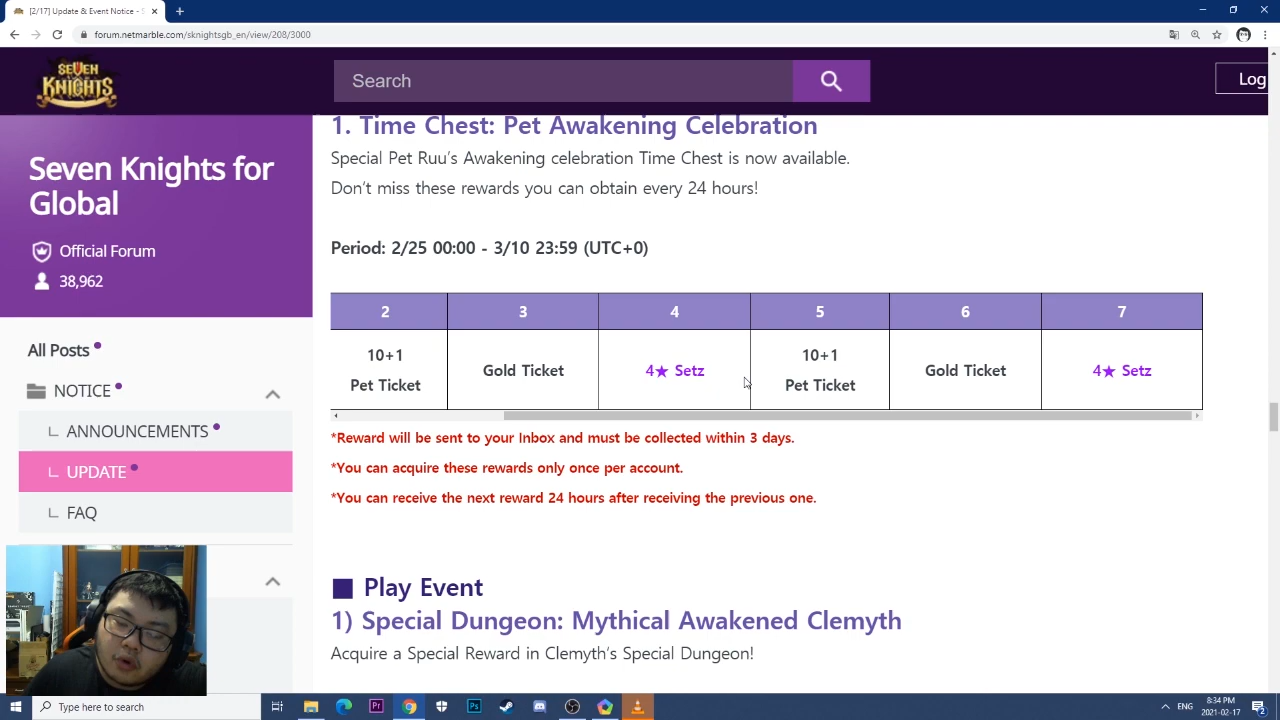 [2/17] Update & Event Notice - S
forum.netmarble.com/sknightsgb_en/view/208/3000
SEVEN
KNIGHTS
Search
Log
Seven Knights for
Global
Official Forum
38,962
All Posts
NOTICE
ANNOUNCEMENTS
UPDATE
FAQ
1. Time Chest: Pet Awakening Celebration
Special Pet Ruu's Awakening celebration Time Chest is now available.
Don't miss these rewards you can obtain every 24 hours!
Period: 2/25 00:00 - 3/10 23:59 (UTC+0)
2 3 4 5 6 7
10+1 10+1
Pet Ticket Gold Ticket 4★ Setz Pet Ticket Gold Ticket 4★ Setz
*Reward will be sent to your Inbox and must be collected within 3 days.
*You can acquire these rewards only once per account.
*You can receive the next reward 24 hours after receiving the previous one.
■ Play Event
1) Special Dungeon: Mythical Awakened Clemyth
Acquire a Special Reward in Clemyth's Special Dungeon!
Type here to search
ENG
8:34 PM
2021-02-17
2